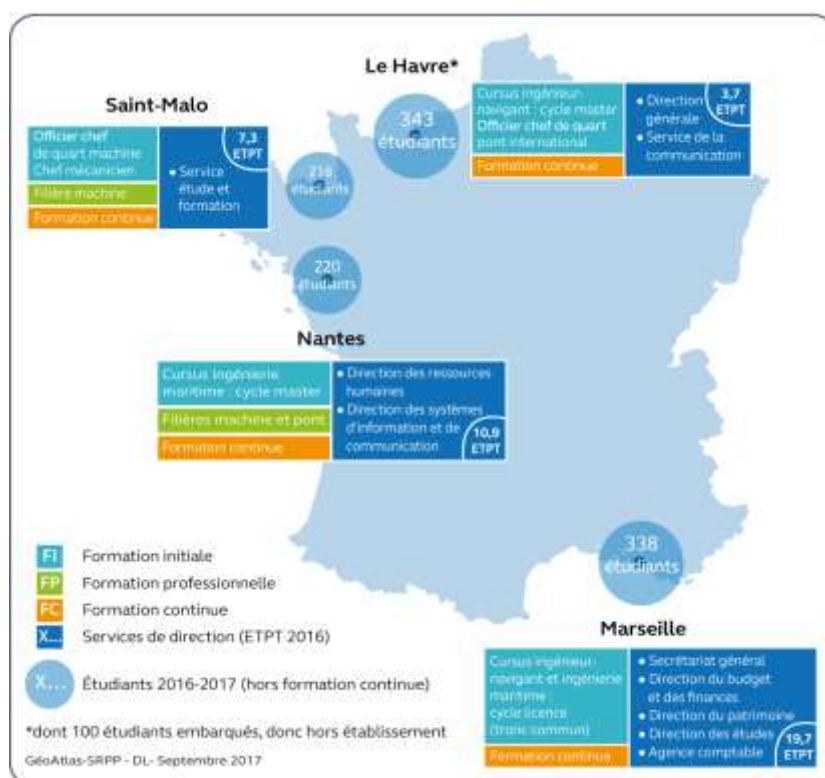 Le Havre*
343
étudiants
Cursus ingénieur
navigant : cycle master
Officier chef de quart
pont international
Formation continue
• Direction
générale
• Service de la
communication
3,7
ETPT
Saint-Malo
Officier chef
de quart machine
Chef mécanicien
Filière machine
Formation continue
• Service
étude et
formation
7,3
ETPT
étudiants
220
étudiants
Nantes
Cursus ingénierie
maritime : cycle master
Filières machine et pont
Formation continue
• Direction des ressources
humaines
• Direction des systèmes
d'information et de
communication
10,9
ETPT
338
étudiants
Marseille
Cursus ingénieur
navigant et ingénierie
maritime :
cycle licence
(tronc commun)
Formation continue
• Secrétariat général
• Direction du budget
et des finances
• Direction du patrimoine
• Direction des études
• Agence comptable
19,7
ETPT
FI Formation initiale
FP Formation professionnelle
FC Formation continue
X... Services de direction (ETPT 2016)
X... Étudiants 2016-2017 (hors formation continue)
*dont 100 étudiants embarqués, donc hors établissement
GéoAtlas-SRPP - DL- Septembre 2017